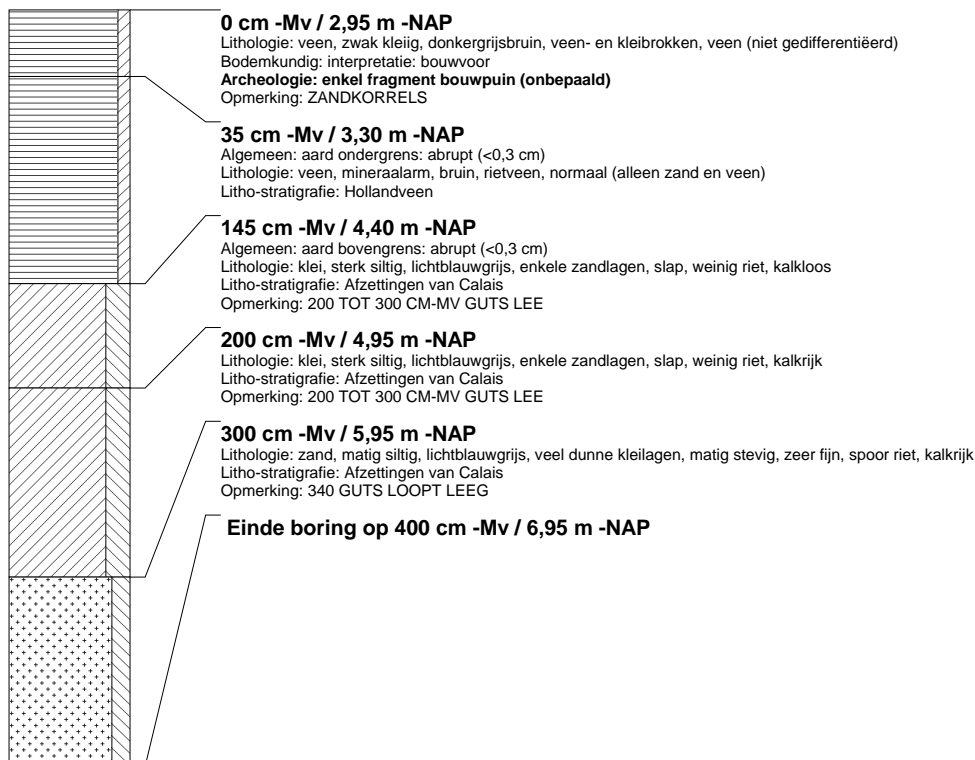 0 cm -Mv / 2,95 m -NAP
Lithologie: veen, zwak kleiig, donkergrijsbruin, veen- en kleibrokken, veen (niet gedifferentiëerd)
Bodemkundig: interpretatie: bouwvoor
Archeologie: enkel fragment bouwpuin (onbepaald)
Opmerking: ZANDKORRELS
35 cm -Mv / 3,30 m -NAP
Algemeen: aard ondergrens: abrupt (<0,3 cm)
Lithologie: veen, mineraalarm, bruin, rietveen, normaal (alleen zand en veen)
Litho-stratigrafie: Hollandveen
145 cm -Mv / 4,40 m -NAP
Algemeen: aard bovengrens: abrupt (<0,3 cm)
Lithologie: klei, sterk siltig, lichtblauwgrijs, enkele zandlagen, slap, weinig riet, kalkloos
Litho-stratigrafie: Afzettingen van Calais
Opmerking: 200 TOT 300 CM-MV GUTS LEE
200 cm -Mv / 4,95 m -NAP
Lithologie: klei, sterk siltig, lichtblauwgrijs, enkele zandlagen, slap, weinig riet, kalkrijk
Litho-stratigrafie: Afzettingen van Calais
Opmerking: 200 TOT 300 CM-MV GUTS LEE
300 cm -Mv / 5,95 m -NAP
Lithologie: zand, matig siltig, lichtblauwgrijs, veel dunne kleilagen, matig stevig, zeer fijn, spoor riet, kalkrijk
Litho-stratigrafie: Afzettingen van Calais
Opmerking: 340 GUTS LOOPT LEEG
Einde boring op 400 cm -Mv / 6,95 m -NAP